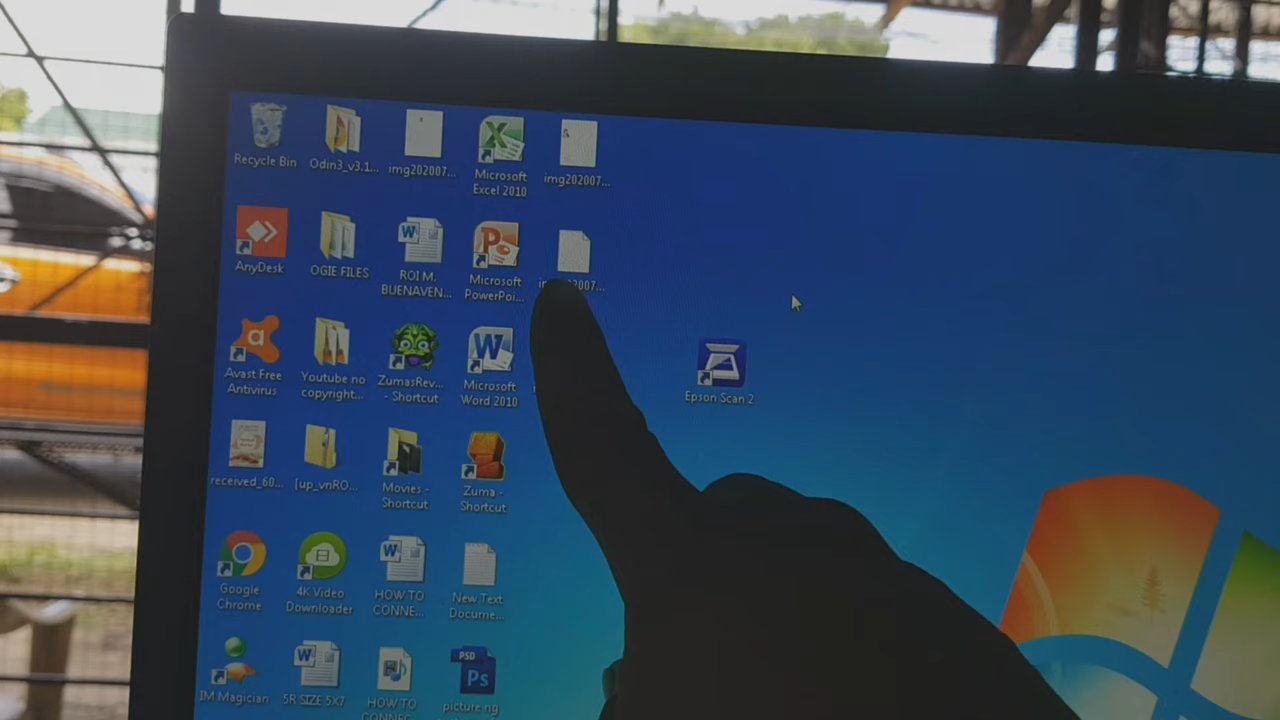 Recycle Bin
Odin3_v3.1...
img202007...
Microsoft
Excel 2010
img202007...
AnyDesk
OGIE FILES
ROI M.
BUENAVEN...
Microsoft
PowerPoi...
Avast Free
Antivirus
Youtube no
copyright...
ZumasRev...
- Shortcut
Microsoft
Word 2010
Epson Scan 2
received_60...
[up_vnRO...
Movies -
Shortcut
Zuma -
Shortcut
Google
Chrome
4K Video
Downloader
HOW TO
CONNE...
New Text
Docume...
IM Magician
5R SIZE 5X7
HOW TO
CONNE...
PSD
Ps
picture ng